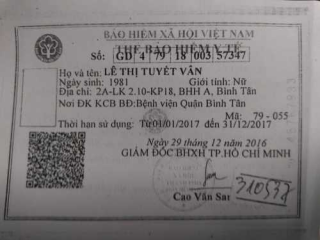 BẢO HIỂM XÃ HỘI VIỆT NAM
THẺ BẢO HIỂM Y TẾ
Số: GD 4 79 18 003 57347
Họ và tên: LÊ THỊ TUYẾT VÂN
Ngày sinh: 1981 Giới tính: Nữ
Địa chỉ: 2A-LK 2.10-KP18, BHH A, Bình Tân
Nơi ĐK KCB BĐ: Bệnh viện Quận Bình Tân
Mã: 79 - 055
Thời hạn sử dụng: Từ 01/01/2017 đến 31/12/2017
Ngày 29 tháng 12 năm 2016
GIÁM ĐỐC BHXH TP.HỒ CHÍ MINH
Cao Văn Sang